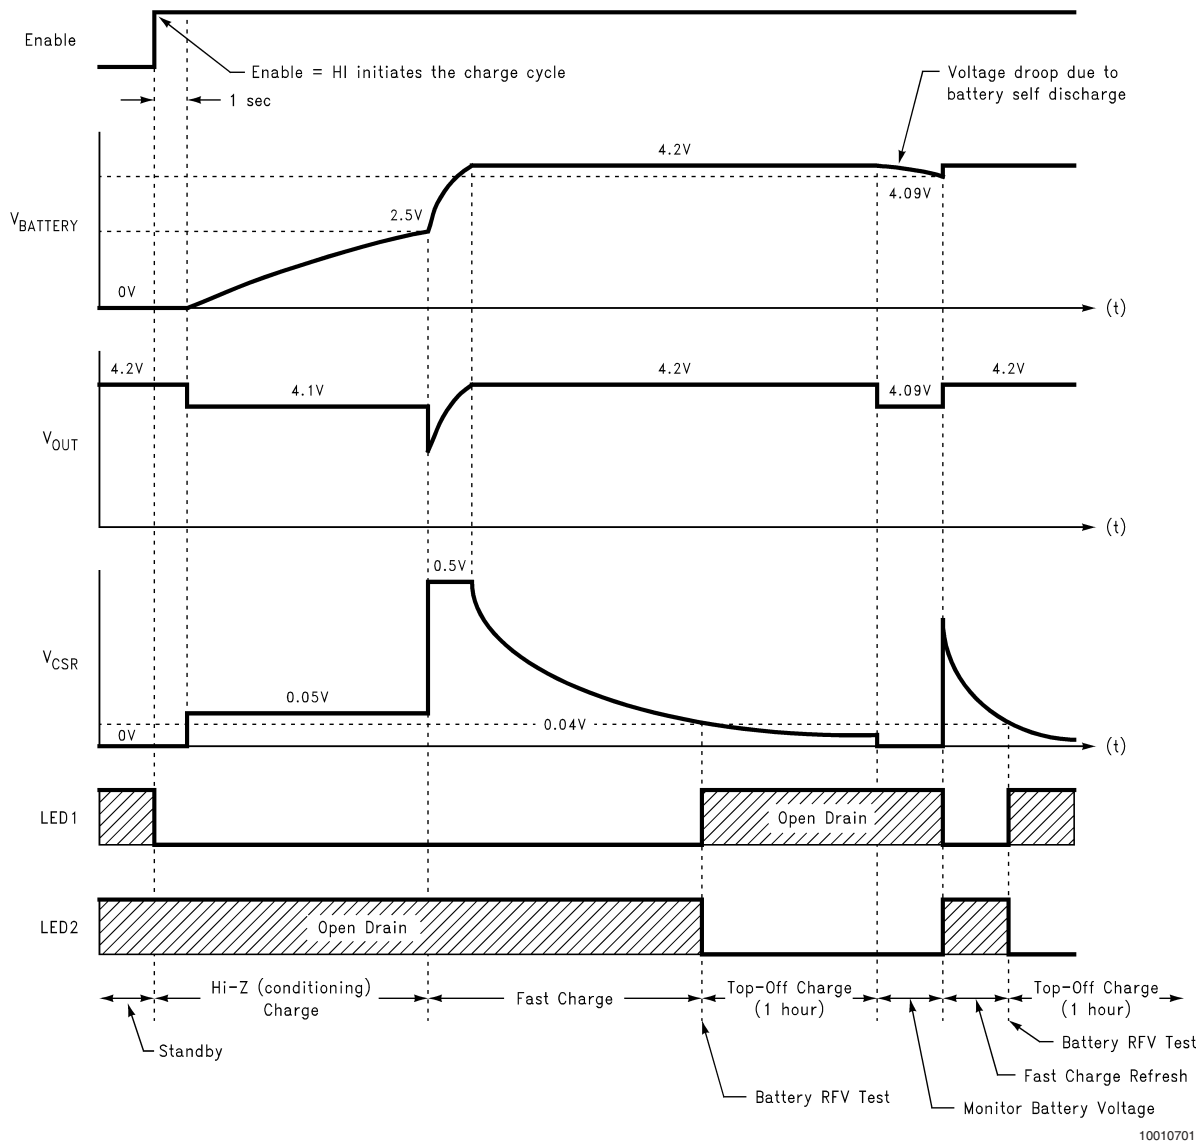 Enable
Enable = HI initiates the charge cycle
1 sec
Voltage droop due to
battery self discharge
4.2V
4.09V
2.5V
VBATTERY
0V
(t)
4.2V
4.1V
4.2V
4.09V
4.2V
VOUT
(t)
0.5V
VCSR
0.05V
0.04V
0V
(t)
LED1
Open Drain
LED2
Open Drain
Hi-Z (conditioning)
Charge
Fast Charge
Top-Off Charge
(1 hour)
Top-Off Charge
(1 hour)
Standby
Battery RFV Test
Fast Charge Refresh
Battery RFV Test
Monitor Battery Voltage
10010701